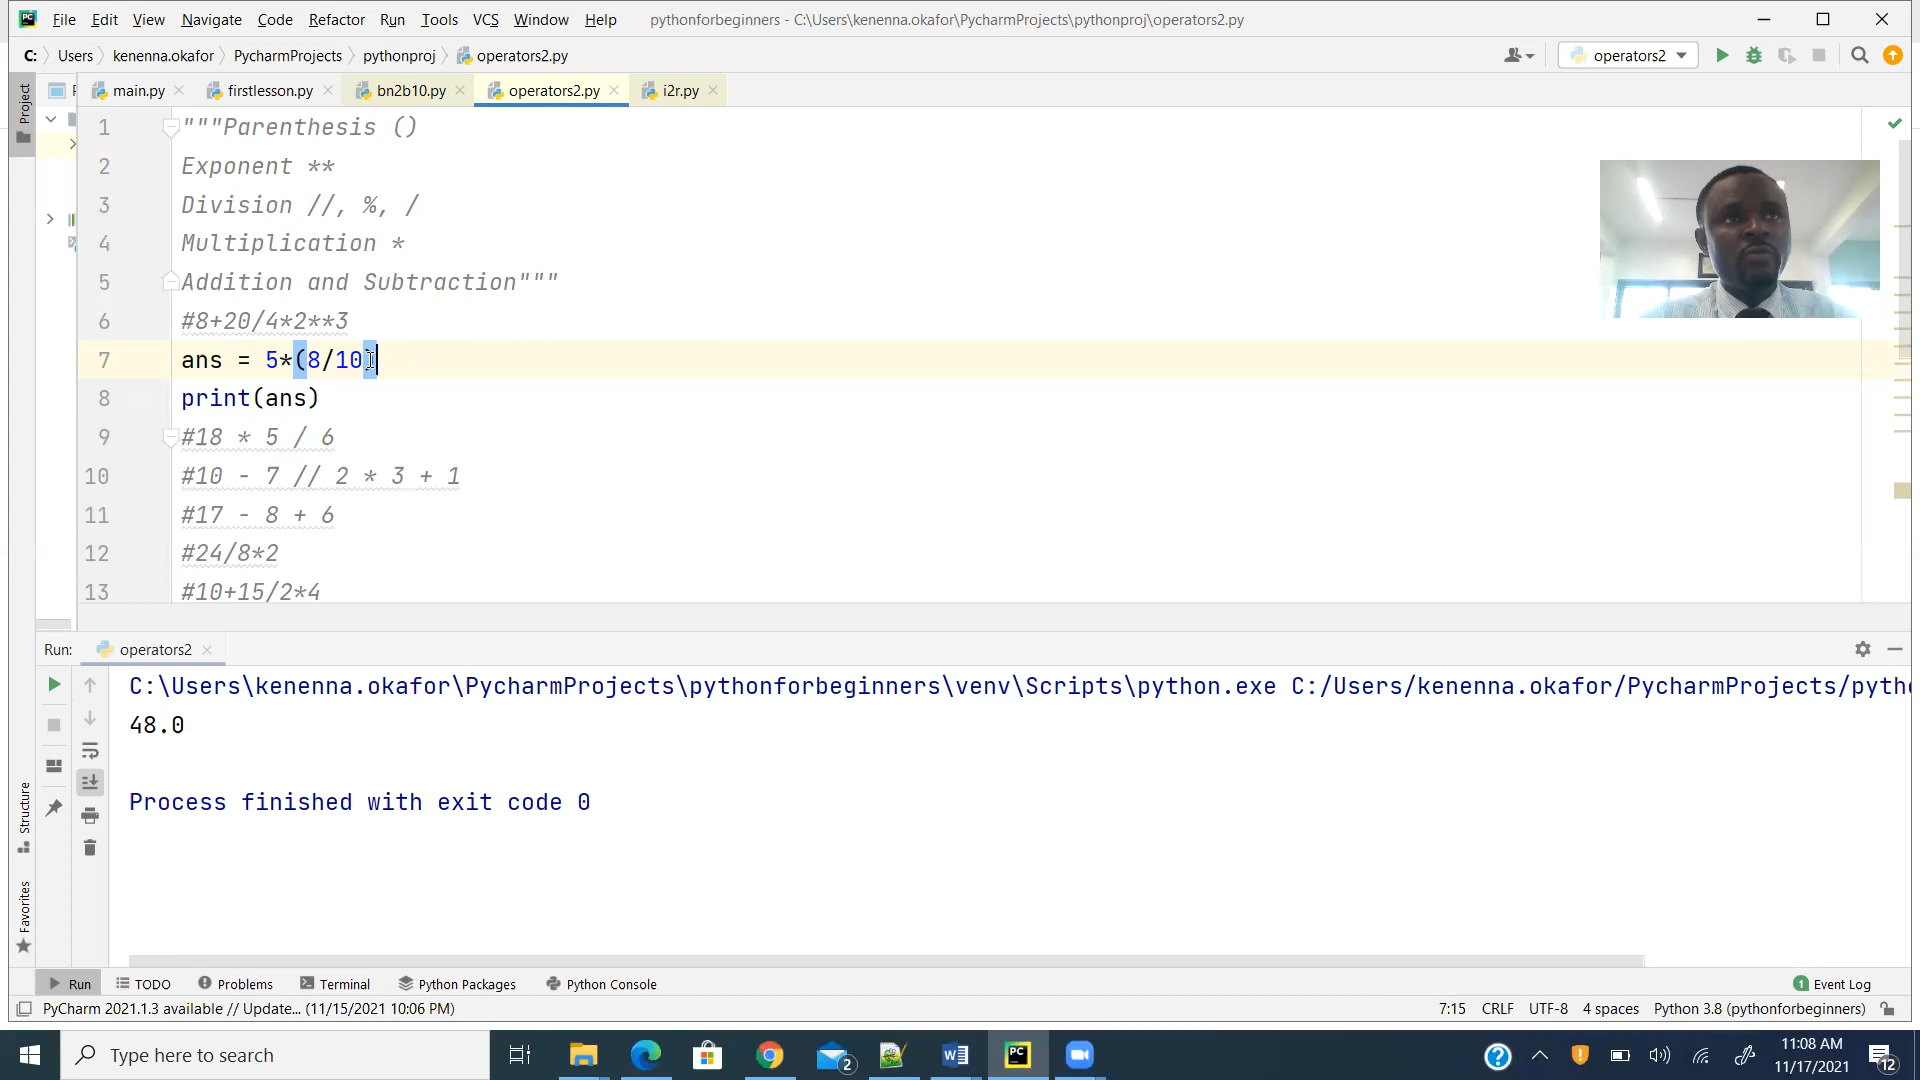 File Edit View Navigate Code Refactor Run Tools VCS Window Help pythonforbeginners - C:\Users\kenenna.okafor\PycharmProjects\pythonproj\operators2.py
C: Users kenenna.okafor PycharmProjects pythonproj operators2.py operators2
Project
main.py firstlesson.py bn2b10.py operators2.py i2r.py
1 """Parenthesis ()
2 Exponent **
3 Division //, %, /
4 Multiplication *
5 Addition and Subtraction"""
6 #8+20/4*2**3
7 ans = 5*(8/10)
8 print(ans)
9 #18 * 5 / 6
10 #10 - 7 // 2 * 3 + 1
11 #17 - 8 + 6
12 #24/8*2
13 #10+15/2*4
Run: operators2
C:\Users\kenenna.okafor\PycharmProjects\pythonforbeginners\venv\Scripts\python.exe C:/Users/kenenna.okafor/PycharmProjects/pytho
48.0
Process finished with exit code 0
Structure
Favorites
Run TODO Problems Terminal Python Packages Python Console 1 Event Log
PyCharm 2021.1.3 available // Update... (11/15/2021 10:06 PM) 7:15 CRLF UTF-8 4 spaces Python 3.8 (pythonforbeginners)
Type here to search
2
PC
11:08 AM
11/17/2021
12